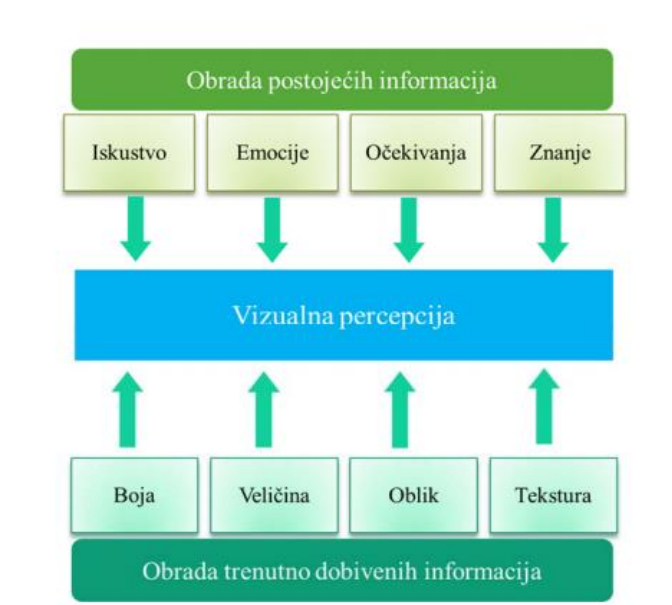 Obrada postojećih informacija
Iskustvo
Emocije
Očekivanja
Znanje
Vizualna percepcija
Boja
Veličina
Oblik
Tekstura
Obrada trenutno dobivenih informacija